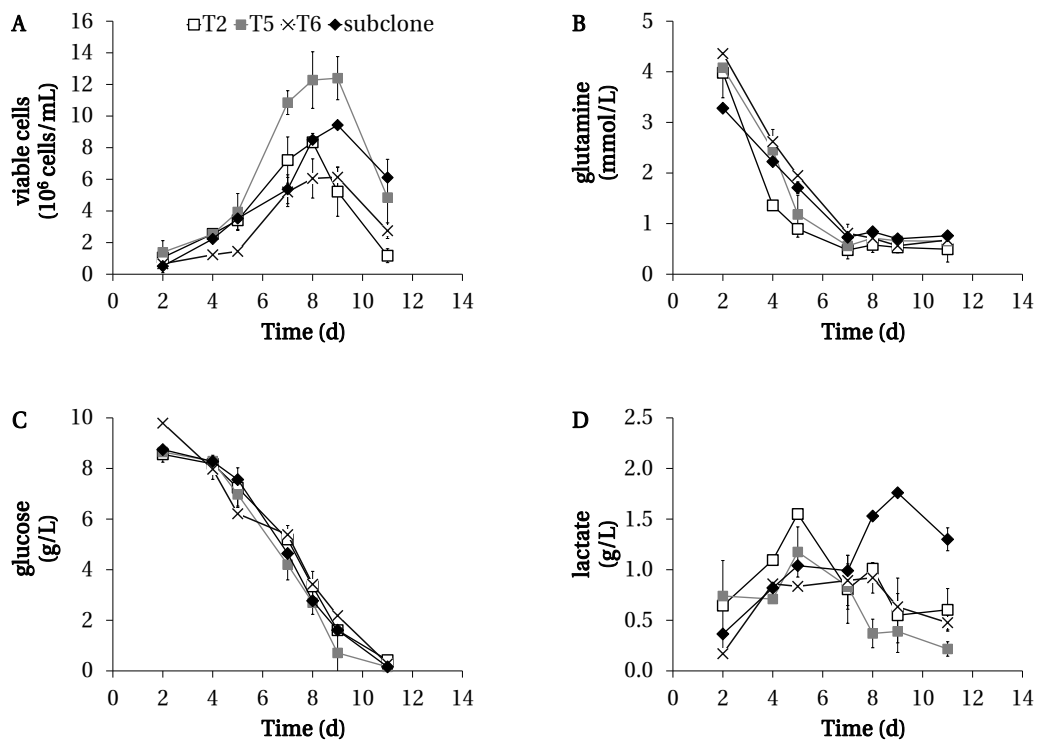 A
T2 T5 T6 subclone
viable cells
(10⁶ cells/mL)
16
14
12
10
8
6
4
2
0
0 2 4 6 8 10 12 14
Time (d)
B
glutamine
(mmol/L)
5
4
3
2
1
0
0 2 4 6 8 10 12 14
Time (d)
C
glucose
(g/L)
10
8
6
4
2
0
0 2 4 6 8 10 12 14
Time (d)
D
lactate
(g/L)
2.5
2.0
1.5
1.0
0.5
0.0
0 2 4 6 8 10 12 14
Time (d)